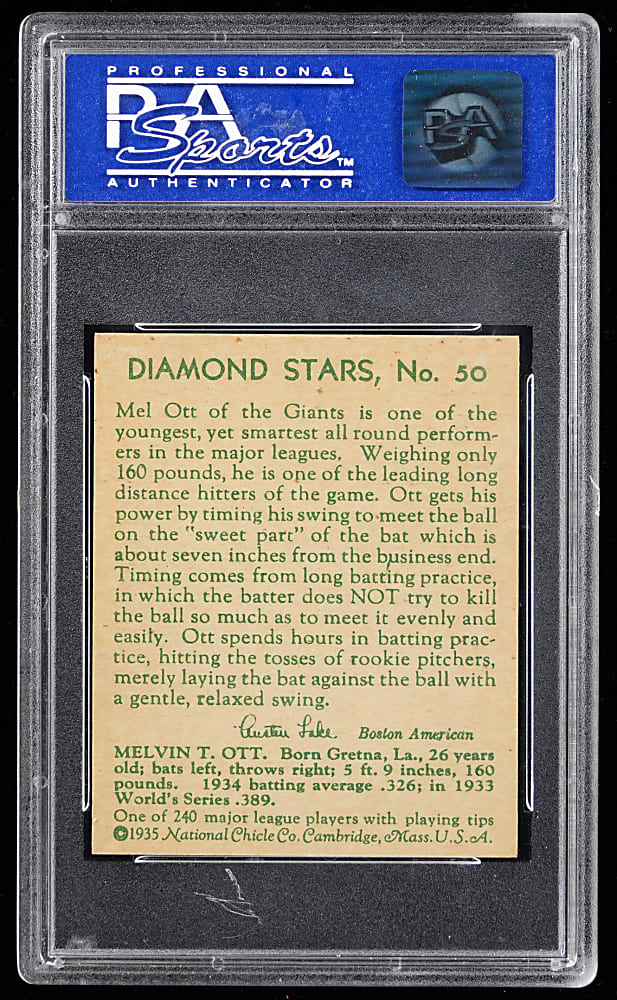 PROFESSIONAL
PSA
Sports™
AUTHENTICATOR
PSA
DIAMOND STARS, No. 50
Mel Ott of the Giants is one of the
youngest, yet smartest all round perform-
ers in the major leagues. Weighing only
160 pounds, he is one of the leading long
distance hitters of the game. Ott gets his
power by timing his swing to meet the ball
on the "sweet part" of the bat which is
about seven inches from the business end.
Timing comes from long batting practice,
in which the batter does NOT try to kill
the ball so much as to meet it evenly and
easily. Ott spends hours in batting prac-
tice, hitting the tosses of rookie pitchers,
merely laying the bat against the ball with
a gentle, relaxed swing.
Austen Lake Boston American
MELVIN T. OTT. Born Gretna, La., 26 years
old; bats left, throws right; 5 ft. 9 inches, 160
pounds. 1934 batting average .326; in 1933
World's Series .389.
One of 240 major league players with playing tips
©1935 National Chicle Co. Cambridge, Mass. U.S.A.